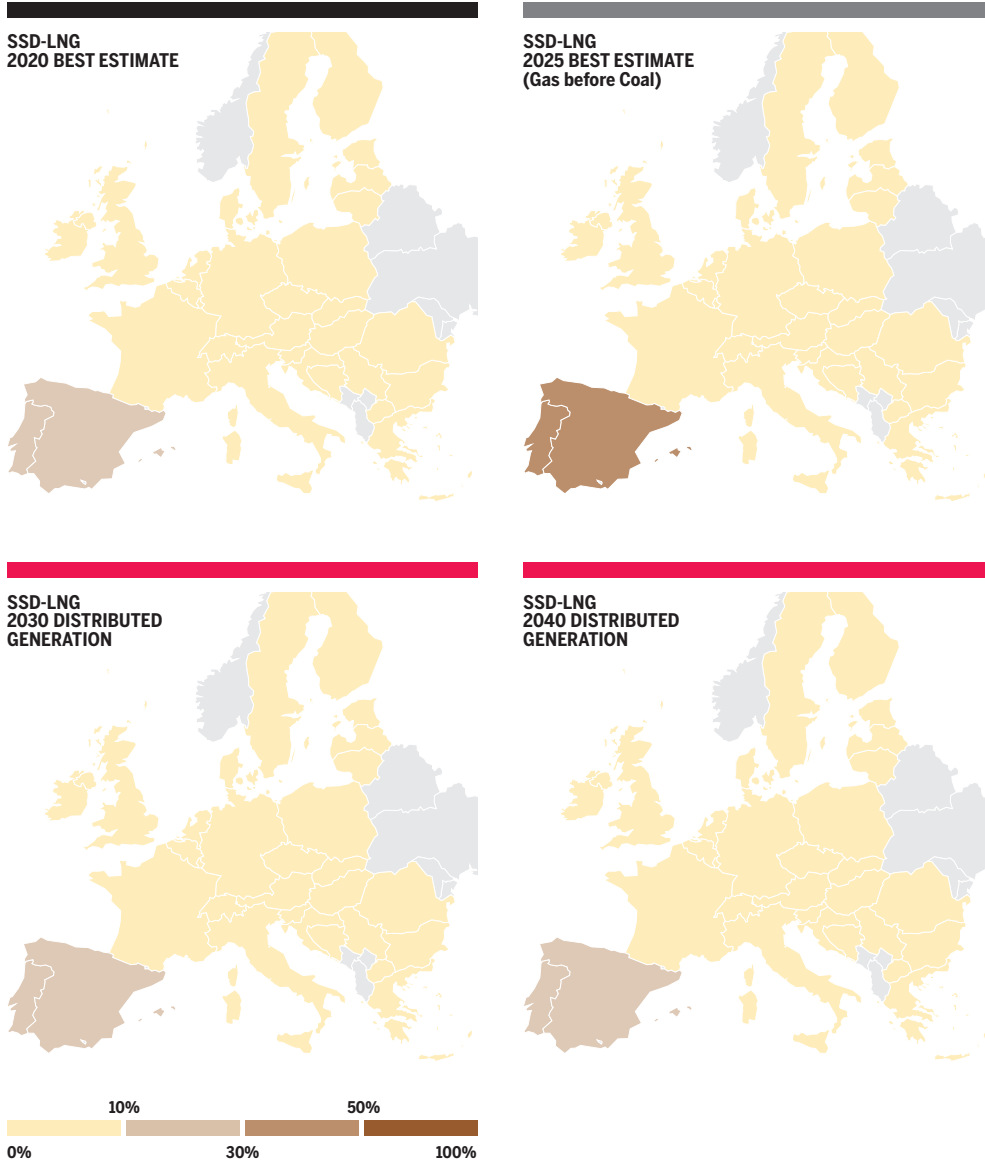 SSD-LNG
2020 BEST ESTIMATE
SSD-LNG
2025 BEST ESTIMATE
(Gas before Coal)
SSD-LNG
2030 DISTRIBUTED
GENERATION
SSD-LNG
2040 DISTRIBUTED
GENERATION
10% 50%
0% 30% 100%